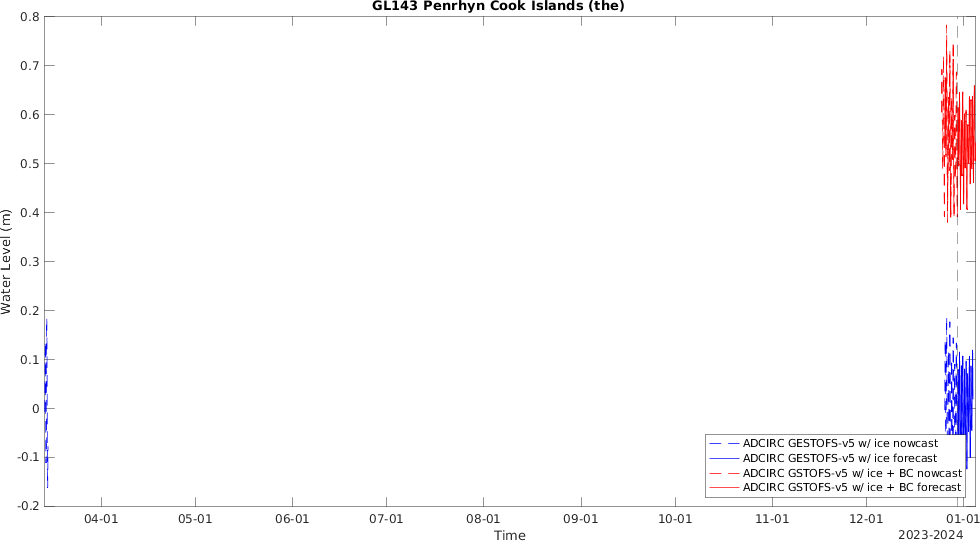 GL143 Penrhyn Cook Islands (the)
0.8
0.7
0.6
0.5
0.4
0.3
0.2
0.1
0
-0.1
-0.2
Water Level (m)
04-01 05-01 06-01 07-01 08-01 09-01 10-01 11-01 12-01 01-01
Time
2023-2024
ADCIRC GESTOFS-v5 w/ ice nowcast
ADCIRC GESTOFS-v5 w/ ice forecast
ADCIRC GSTOFS-v5 w/ ice + BC nowcast
ADCIRC GSTOFS-v5 w/ ice + BC forecast